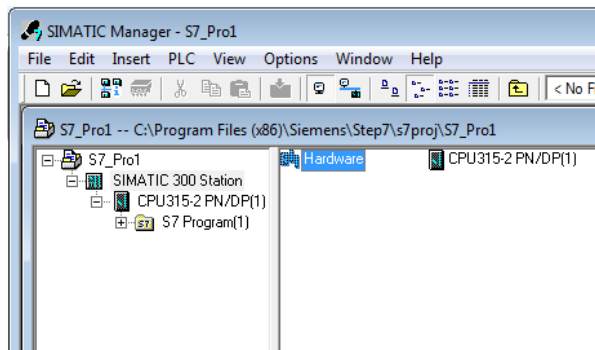 SIMATIC Manager - S7_Pro1
File Edit Insert PLC View Options Window Help
< No Fi
S7_Pro1 -- C:\Program Files (x86)\Siemens\Step7\s7proj\S7_Pro1
S7_Pro1
SIMATIC 300 Station
CPU315-2 PN/DP(1)
S7 Program(1)
Hardware CPU315-2 PN/DP(1)